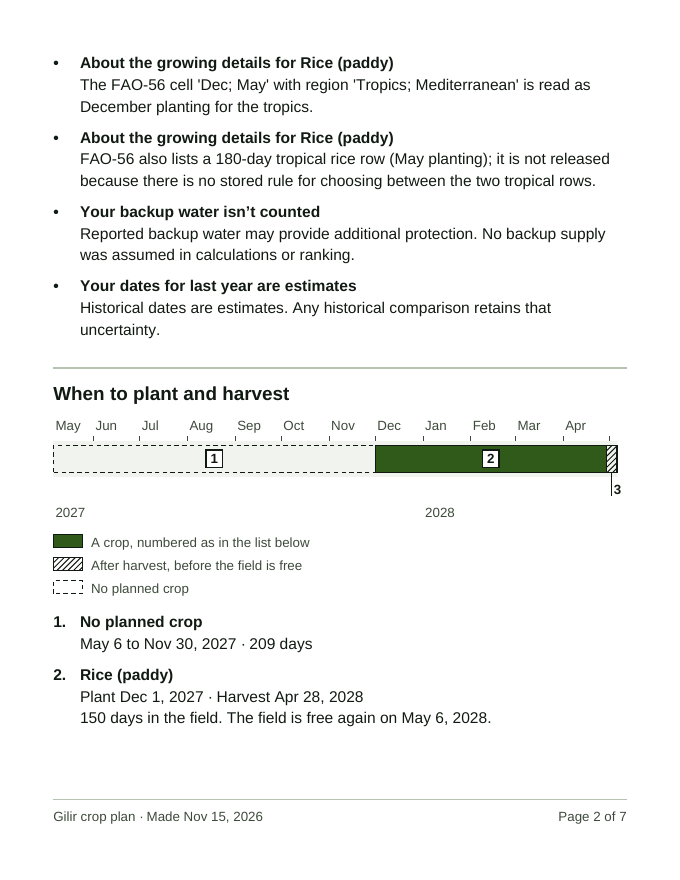 • About the growing details for Rice (paddy)
The FAO-56 cell 'Dec; May' with region 'Tropics; Mediterranean' is read as
December planting for the tropics.
• About the growing details for Rice (paddy)
FAO-56 also lists a 180-day tropical rice row (May planting); it is not released
because there is no stored rule for choosing between the two tropical rows.
• Your backup water isn’t counted
Reported backup water may provide additional protection. No backup supply
was assumed in calculations or ranking.
• Your dates for last year are estimates
Historical dates are estimates. Any historical comparison retains that
uncertainty.
When to plant and harvest
May Jun Jul Aug Sep Oct Nov Dec Jan Feb Mar Apr
1 2
3
2027 2028
A crop, numbered as in the list below
After harvest, before the field is free
No planned crop
1. No planned crop
May 6 to Nov 30, 2027 · 209 days
2. Rice (paddy)
Plant Dec 1, 2027 · Harvest Apr 28, 2028
150 days in the field. The field is free again on May 6, 2028.
Gilir crop plan · Made Nov 15, 2026 Page 2 of 7